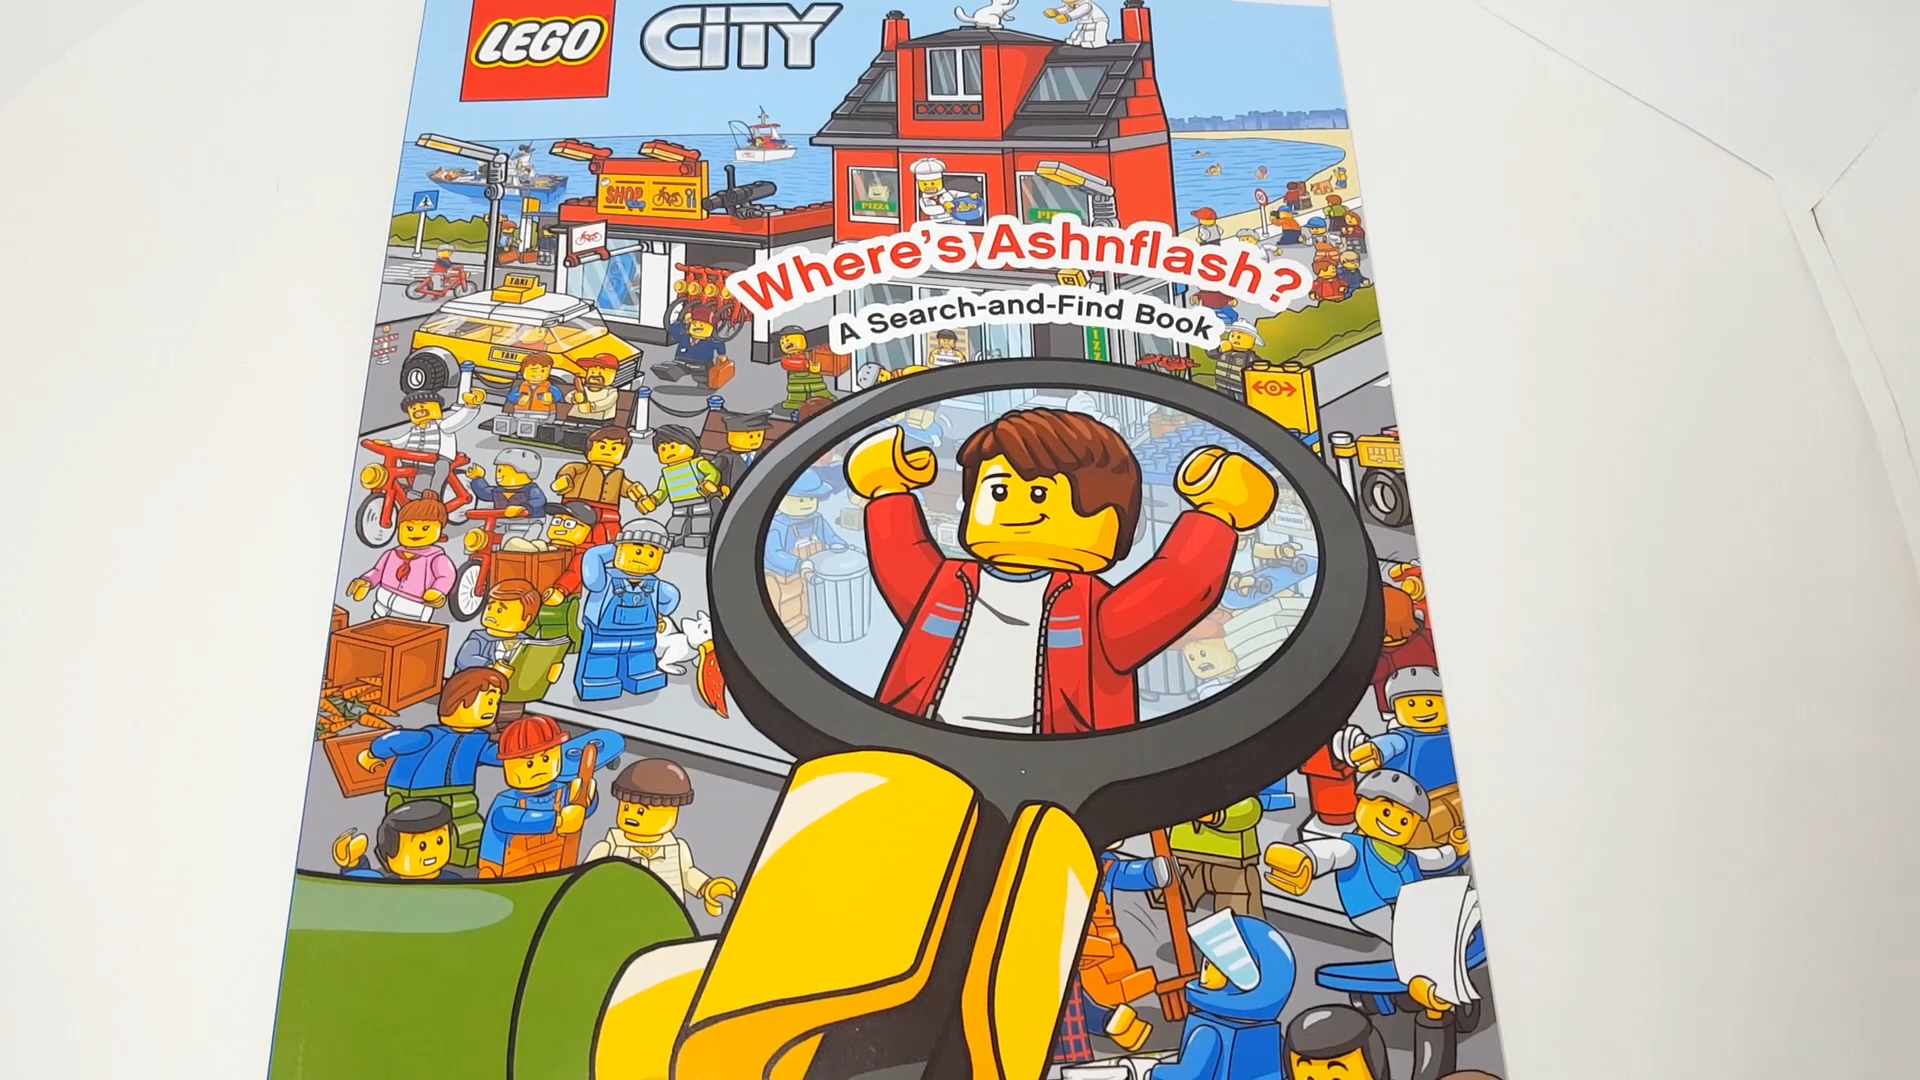 LEGO
CITY
SHOP
PIZZA
Where's Ashnflash?
A Search-and-Find Book
TAXI
TAXI